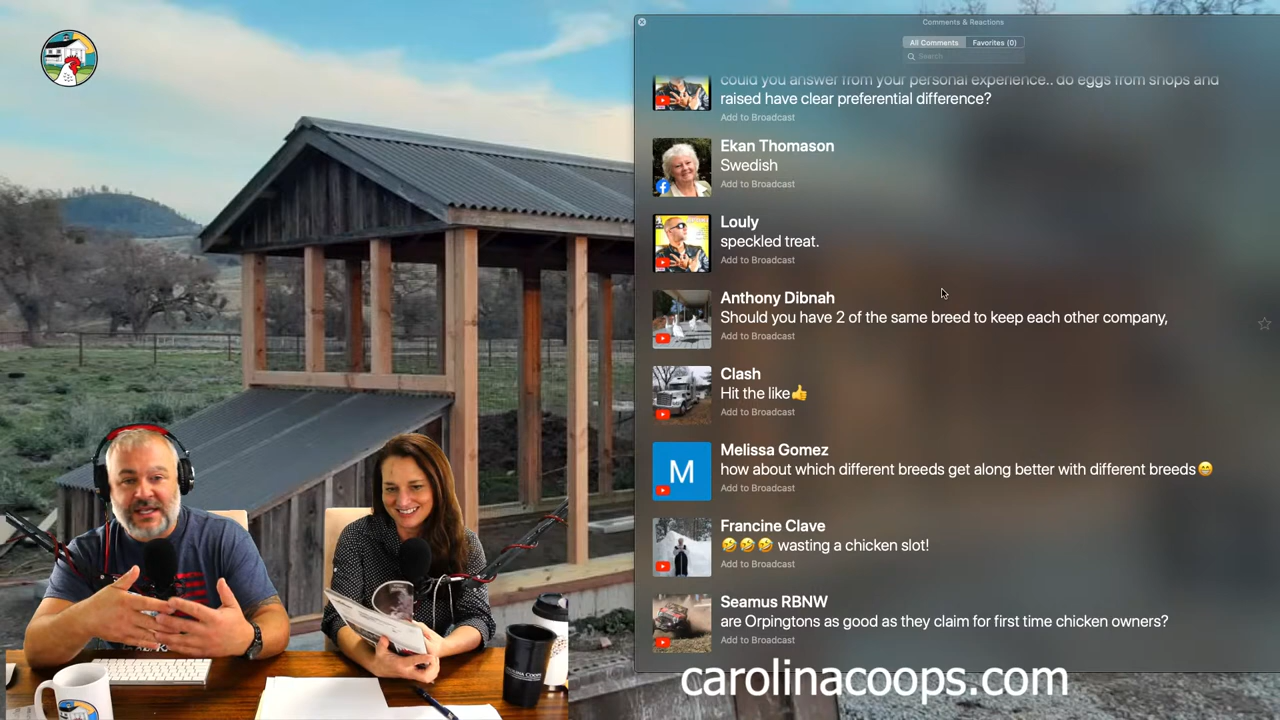 Comments & Reactions
All Comments
Favorites (0)
Search
could you answer from your personal experience.. do eggs from shops and
raised have clear preferential difference?
Add to Broadcast
Ekan Thomason
Swedish
Add to Broadcast
Louly
speckled treat.
Add to Broadcast
Anthony Dibnah
Should you have 2 of the same breed to keep each other company,
Add to Broadcast
Clash
Hit the like👍
Add to Broadcast
Melissa Gomez
M
how about which different breeds get along better with different breeds😁
Add to Broadcast
Francine Clave
🤣🤣🤣 wasting a chicken slot!
Add to Broadcast
Seamus RBNW
are Orpingtons as good as they claim for first time chicken owners?
Add to Broadcast
carolinacoops.com